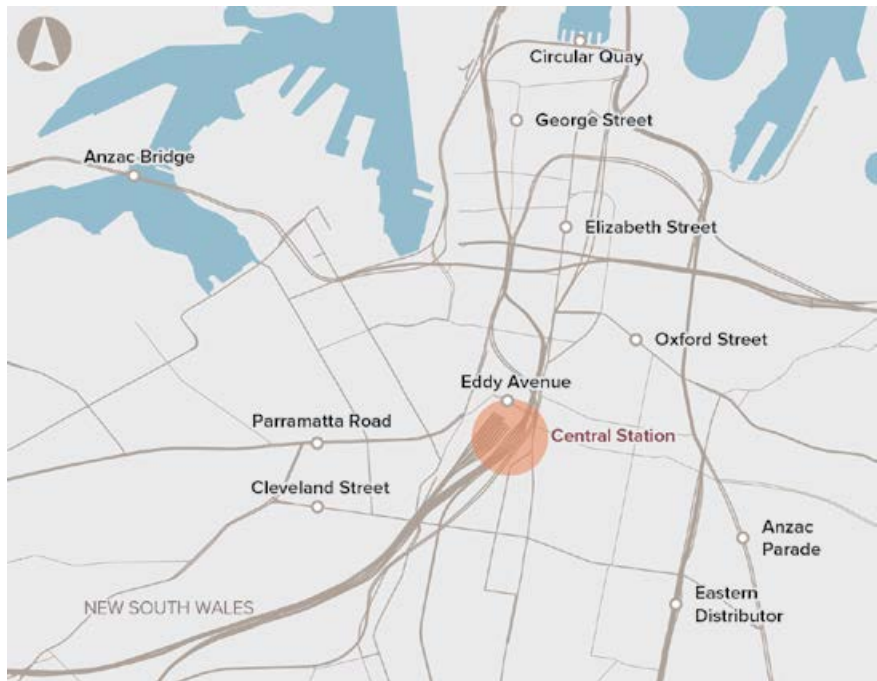 Circular Quay
George Street
Anzac Bridge
Elizabeth Street
Oxford Street
Eddy Avenue
Parramatta Road
Central Station
Cleveland Street
Anzac
Parade
Eastern
Distributor
NEW SOUTH WALES